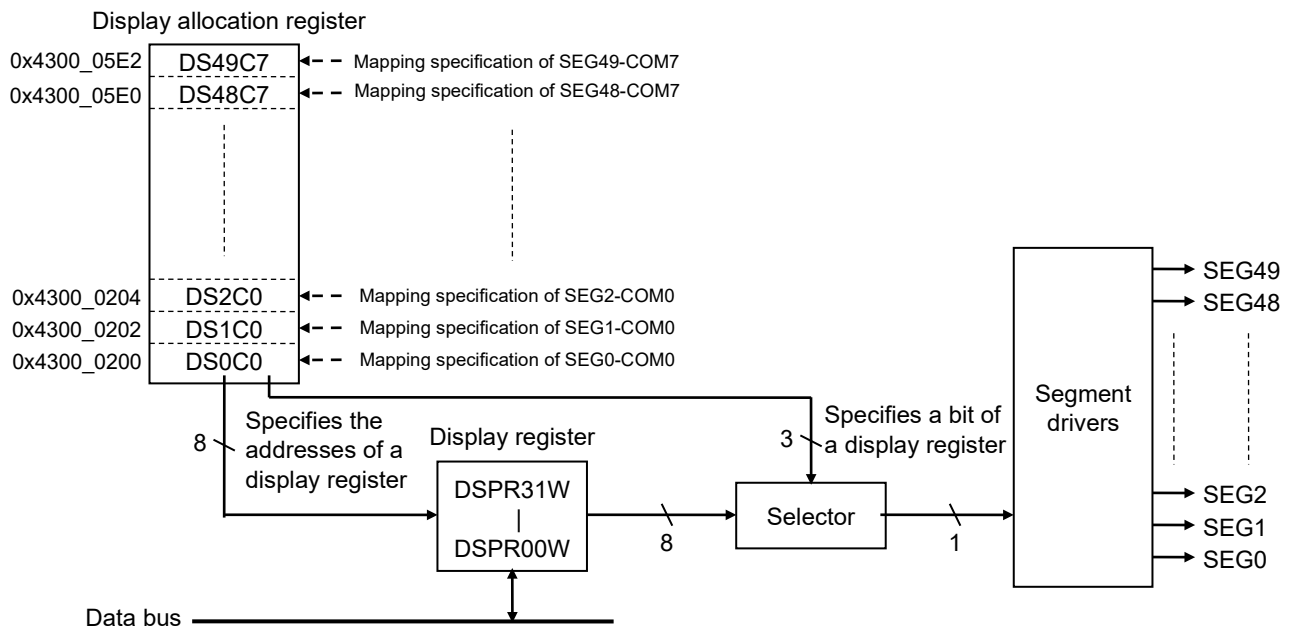 Display allocation register
0x4300_05E2 DS49C7 Mapping specification of SEG49-COM7
0x4300_05E0 DS48C7 Mapping specification of SEG48-COM7
0x4300_0204 DS2C0 Mapping specification of SEG2-COM0
0x4300_0202 DS1C0 Mapping specification of SEG1-COM0
0x4300_0200 DS0C0 Mapping specification of SEG0-COM0
8
Specifies the
addresses of a
display register
Display register
DSPR31W
|
DSPR00W
8
3
Specifies a bit of
a display register
Selector
1
Segment
drivers
SEG49
SEG48
SEG2
SEG1
SEG0
Data bus